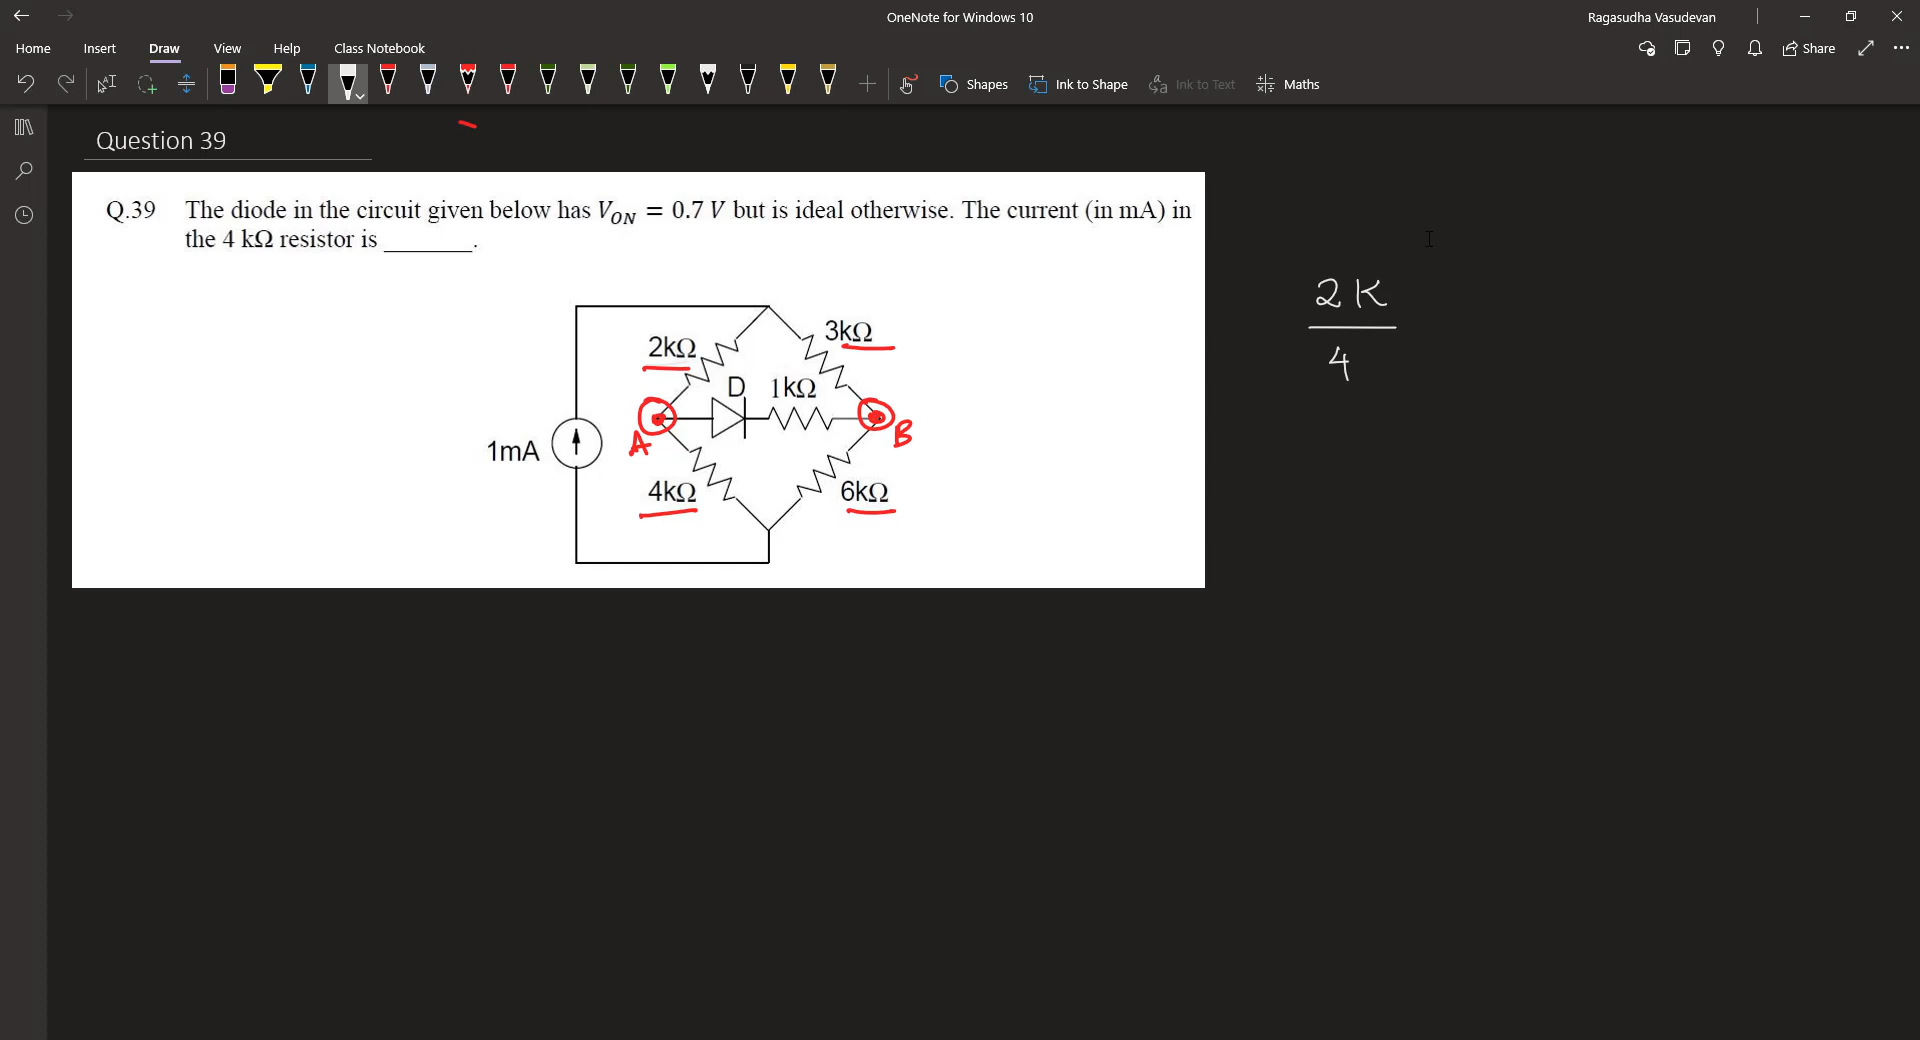 OneNote for Windows 10
Ragasudha Vasudevan
Home Insert Draw View Help Class Notebook
Share
Shapes Ink to Shape Ink to Text Maths
Question 39
Q.39 The diode in the circuit given below has V_ON = 0.7 V but is ideal otherwise. The current (in mA) in
the 4 kΩ resistor is _______.
3kΩ
2kΩ
D 1kΩ
A
B
1mA
4kΩ
6kΩ
2K
4